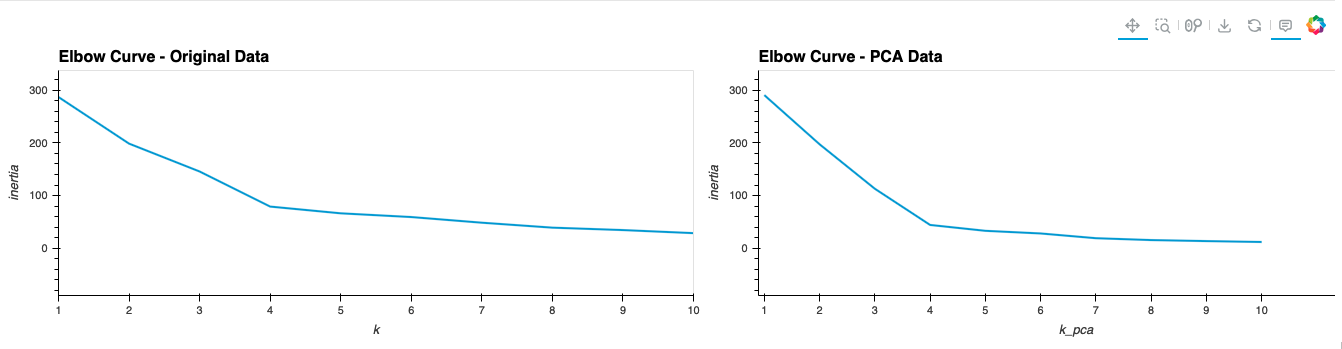 Elbow Curve - Original Data
300
200
100
0
inertia
1 2 3 4 5 6 7 8 9 10
k
Elbow Curve - PCA Data
300
200
100
0
inertia
1 2 3 4 5 6 7 8 9 10
k_pca